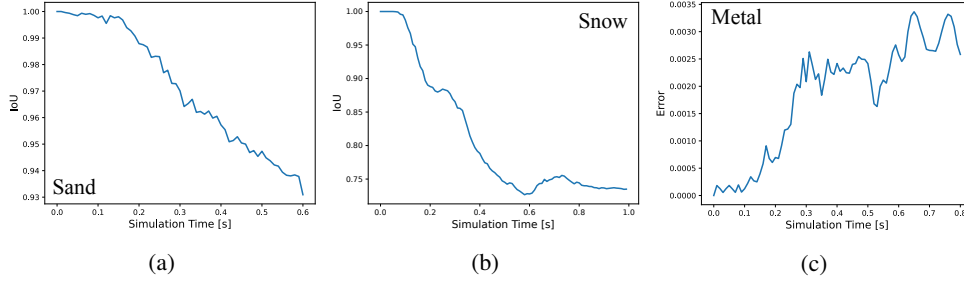 1.00
0.99
0.98
0.97
0.96
0.95
0.94
0.93
IoU
Sand
0.0 0.1 0.2 0.3 0.4 0.5 0.6
Simulation Time [s]
(a)
1.00
0.95
0.90
0.85
0.80
0.75
IoU
Snow
0.0 0.2 0.4 0.6 0.8 1.0
Simulation Time [s]
(b)
0.0035
0.0030
0.0025
0.0020
0.0015
0.0010
0.0005
0.0000
Error
Metal
0.0 0.1 0.2 0.3 0.4 0.5 0.6 0.7 0.8
Simulation Time [s]
(c)